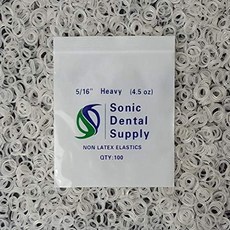 5/16" Heavy (4.5 oz)
Sonic
Dental
Supply
NON LATEX ELASTICS
QTY:100